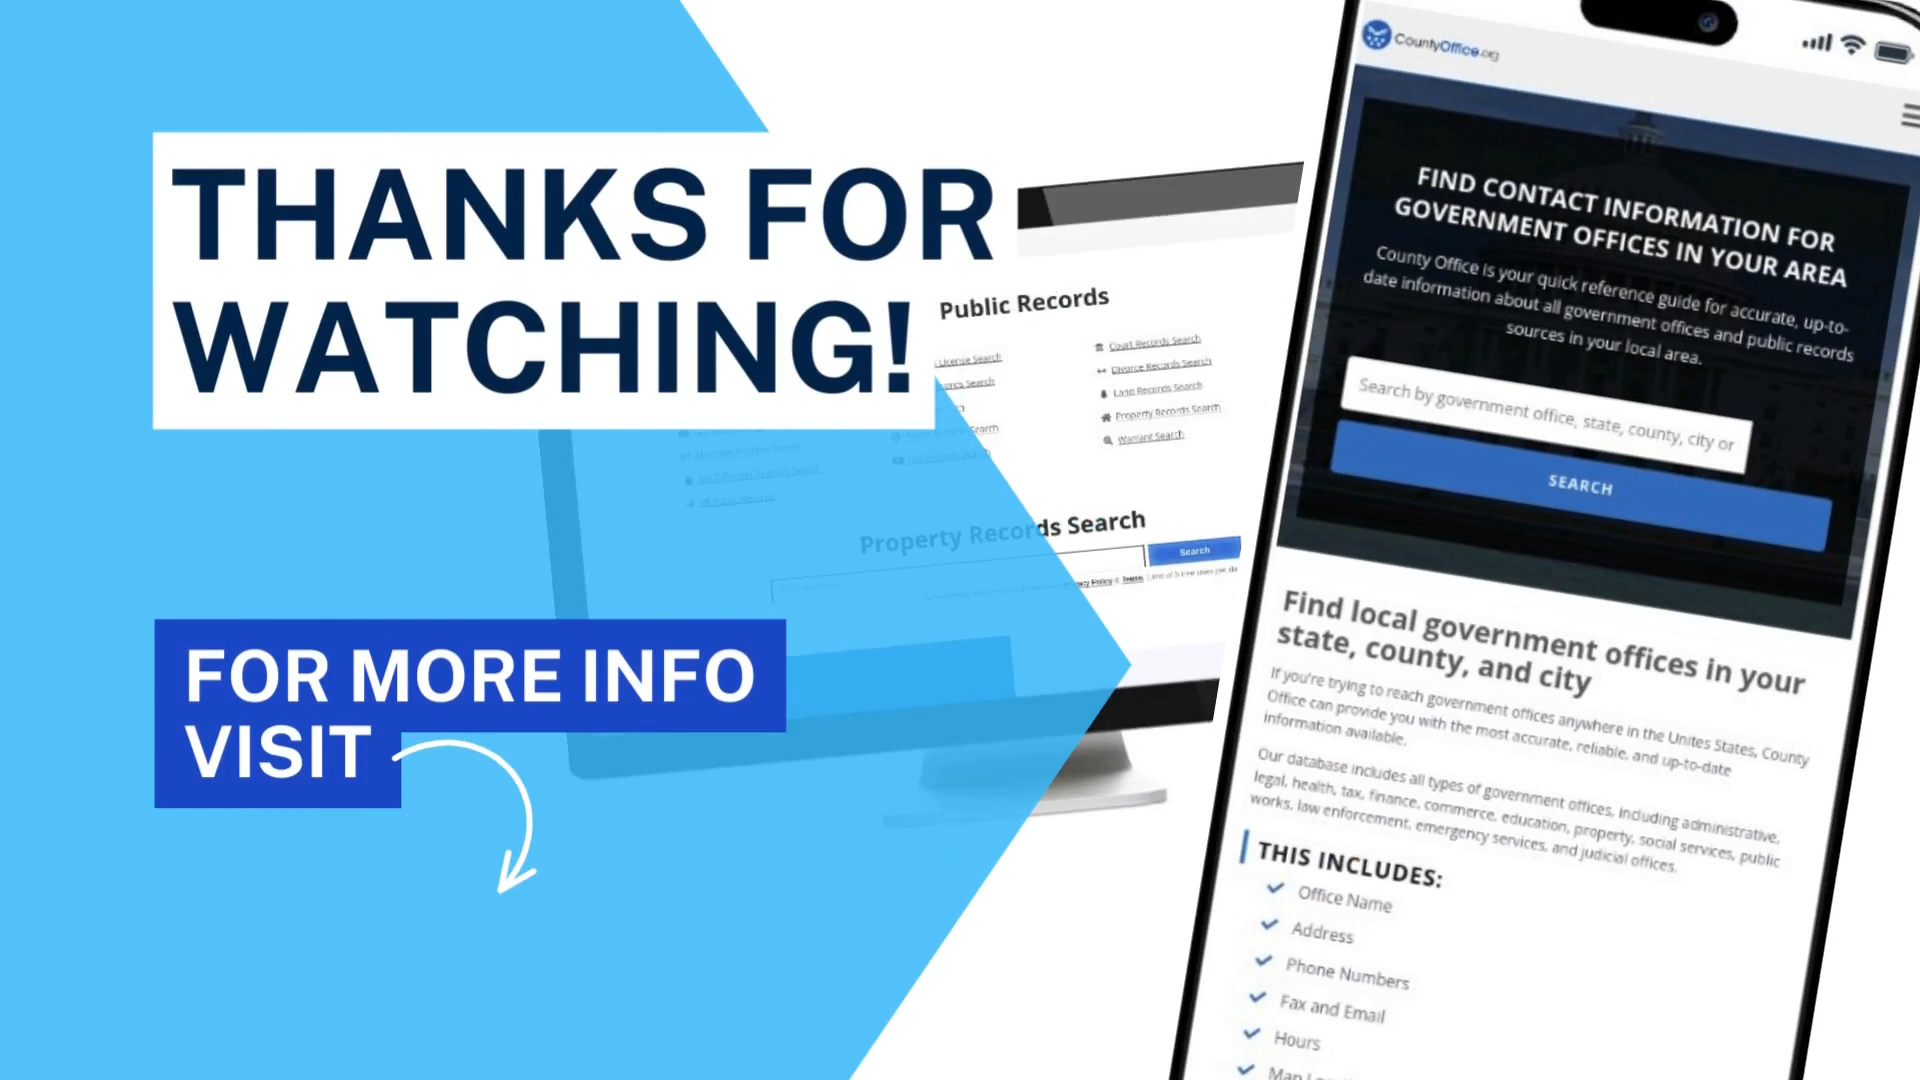 THANKS FOR
WATCHING!
FOR MORE INFO
VISIT
Public Records
License Search
Search
Search
Court Records Search
Divorce Records Search
Land Records Search
Property Records Search
Warrant Search
Property Records Search
Search
Policy & Terms
CountyOffice.org
FIND CONTACT INFORMATION FOR
GOVERNMENT OFFICES IN YOUR AREA
County Office is your quick reference guide for accurate, up-to-
date information about all government offices and public records
sources in your local area.
Search by government office, state, county, city or
SEARCH
Find local government offices in your
state, county, and city
If you're trying to reach government offices anywhere in the Unites States, County
Office can provide you with the most accurate, reliable, and up-to-date
information available.
Our database includes all types of government offices, including administrative,
legal, health, tax, finance, commerce, education, property, social services, public
works, law enforcement, emergency services, and judicial offices.
THIS INCLUDES:
Office Name
Address
Phone Numbers
Fax and Email
Hours